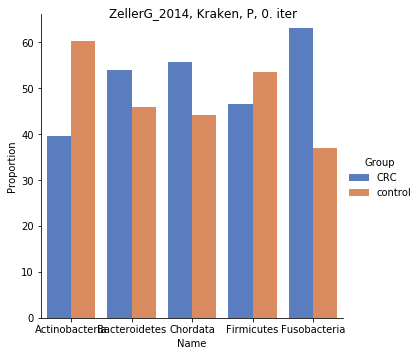 ZellerG_2014, Kraken, P, 0. iter
60
50
40
30
20
10
0
Proportion
Actinobacteria Bacteroidetes Chordata Firmicutes Fusobacteria
Name
Group
CRC
control